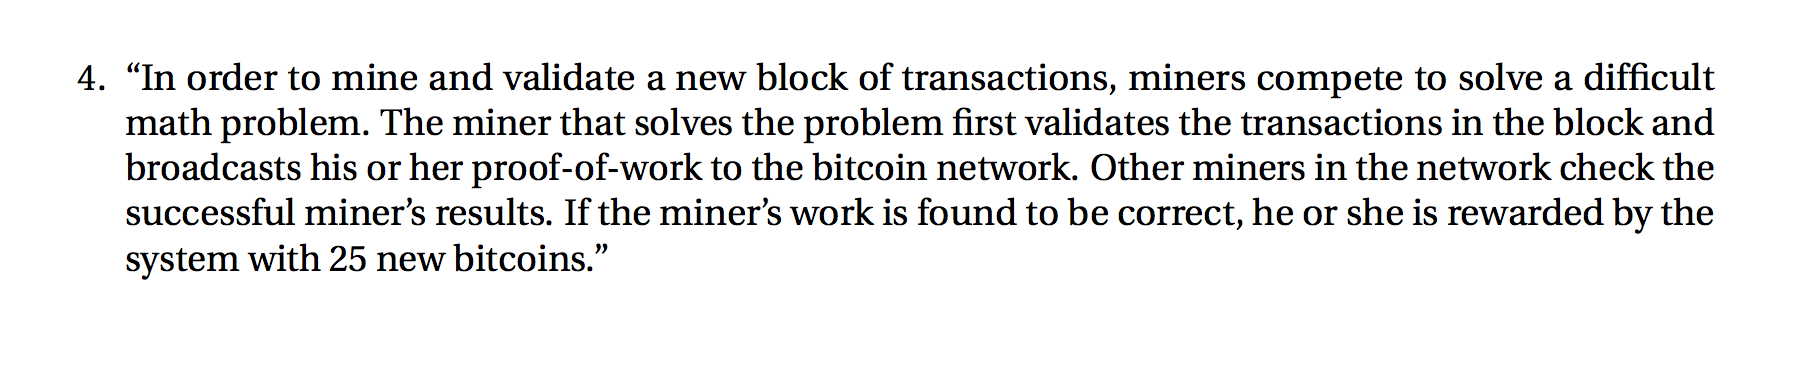 4. “In order to mine and validate a new block of transactions, miners compete to solve a difficult
math problem. The miner that solves the problem first validates the transactions in the block and
broadcasts his or her proof-of-work to the bitcoin network. Other miners in the network check the
successful miner’s results. If the miner’s work is found to be correct, he or she is rewarded by the
system with 25 new bitcoins.”